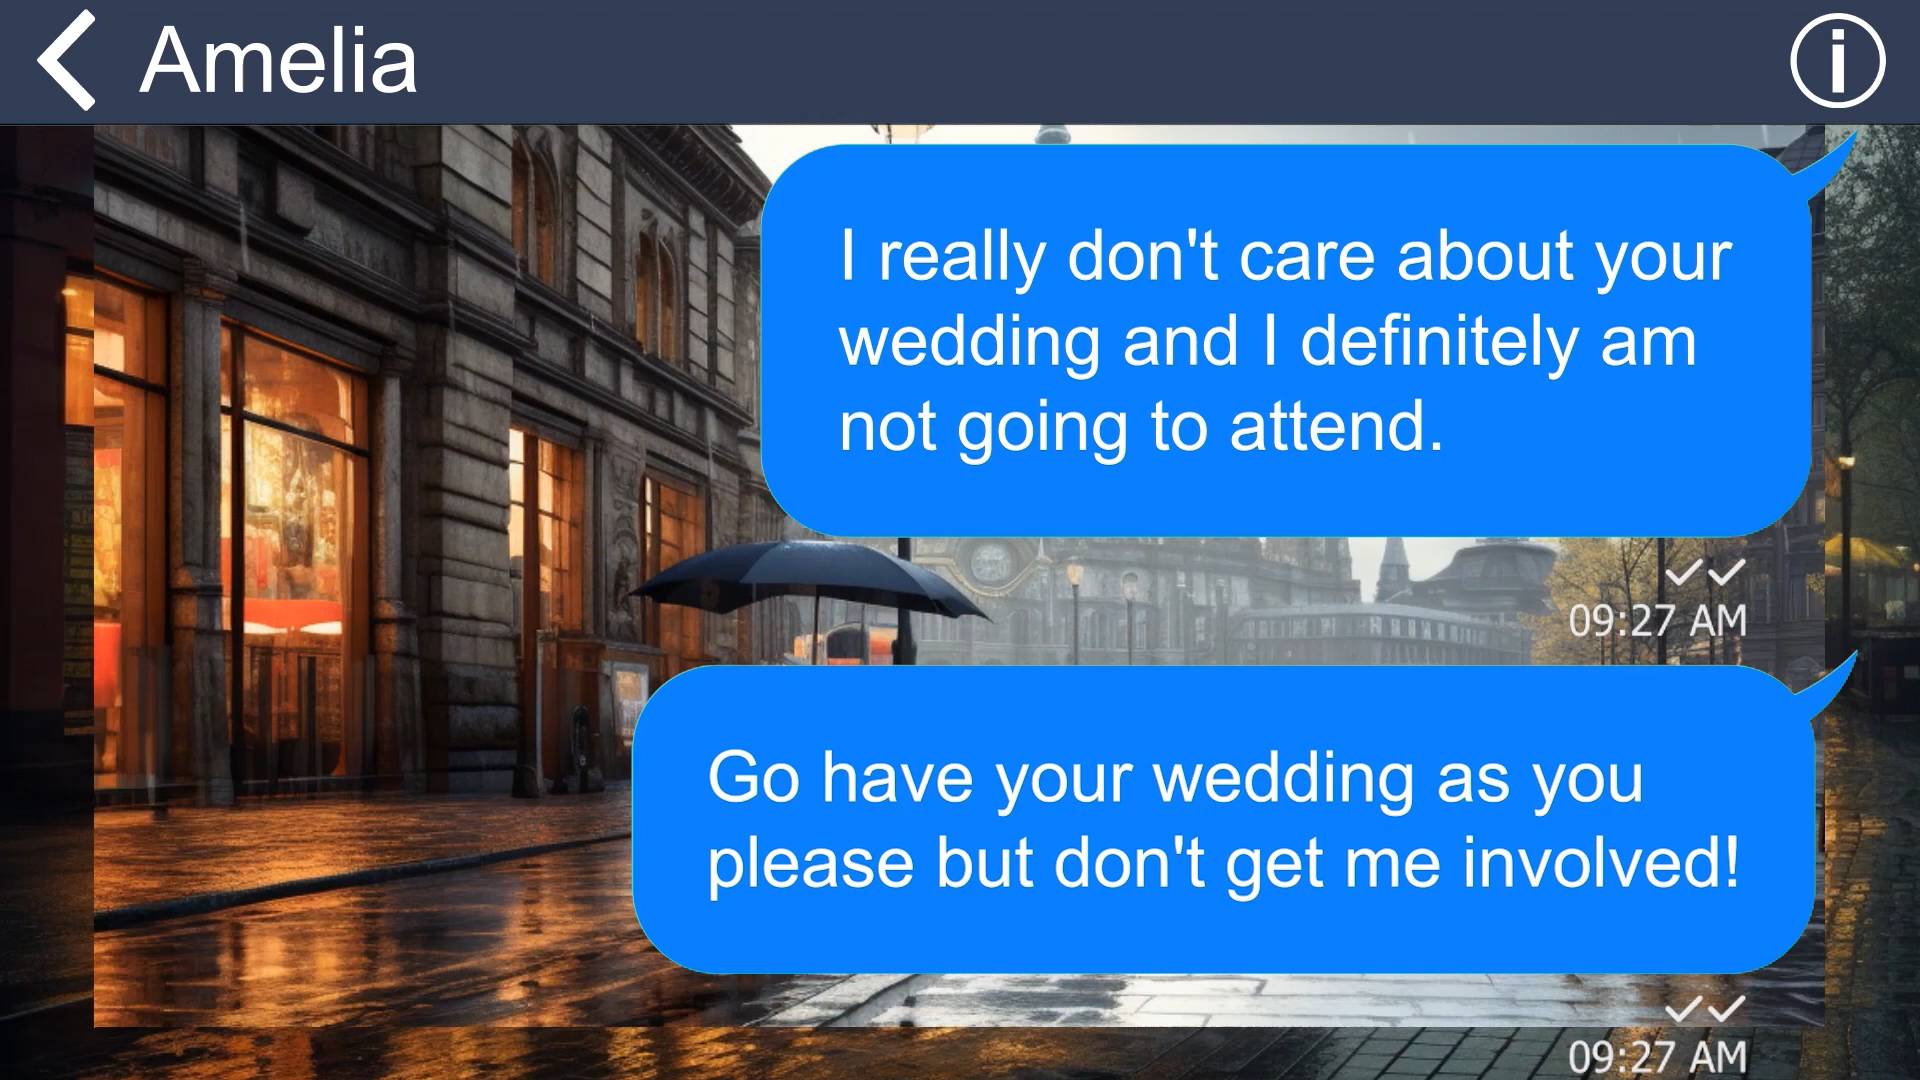 Amelia
I really don't care about your
wedding and I definitely am
not going to attend.
09:27 AM
Go have your wedding as you
please but don't get me involved!
09:27 AM